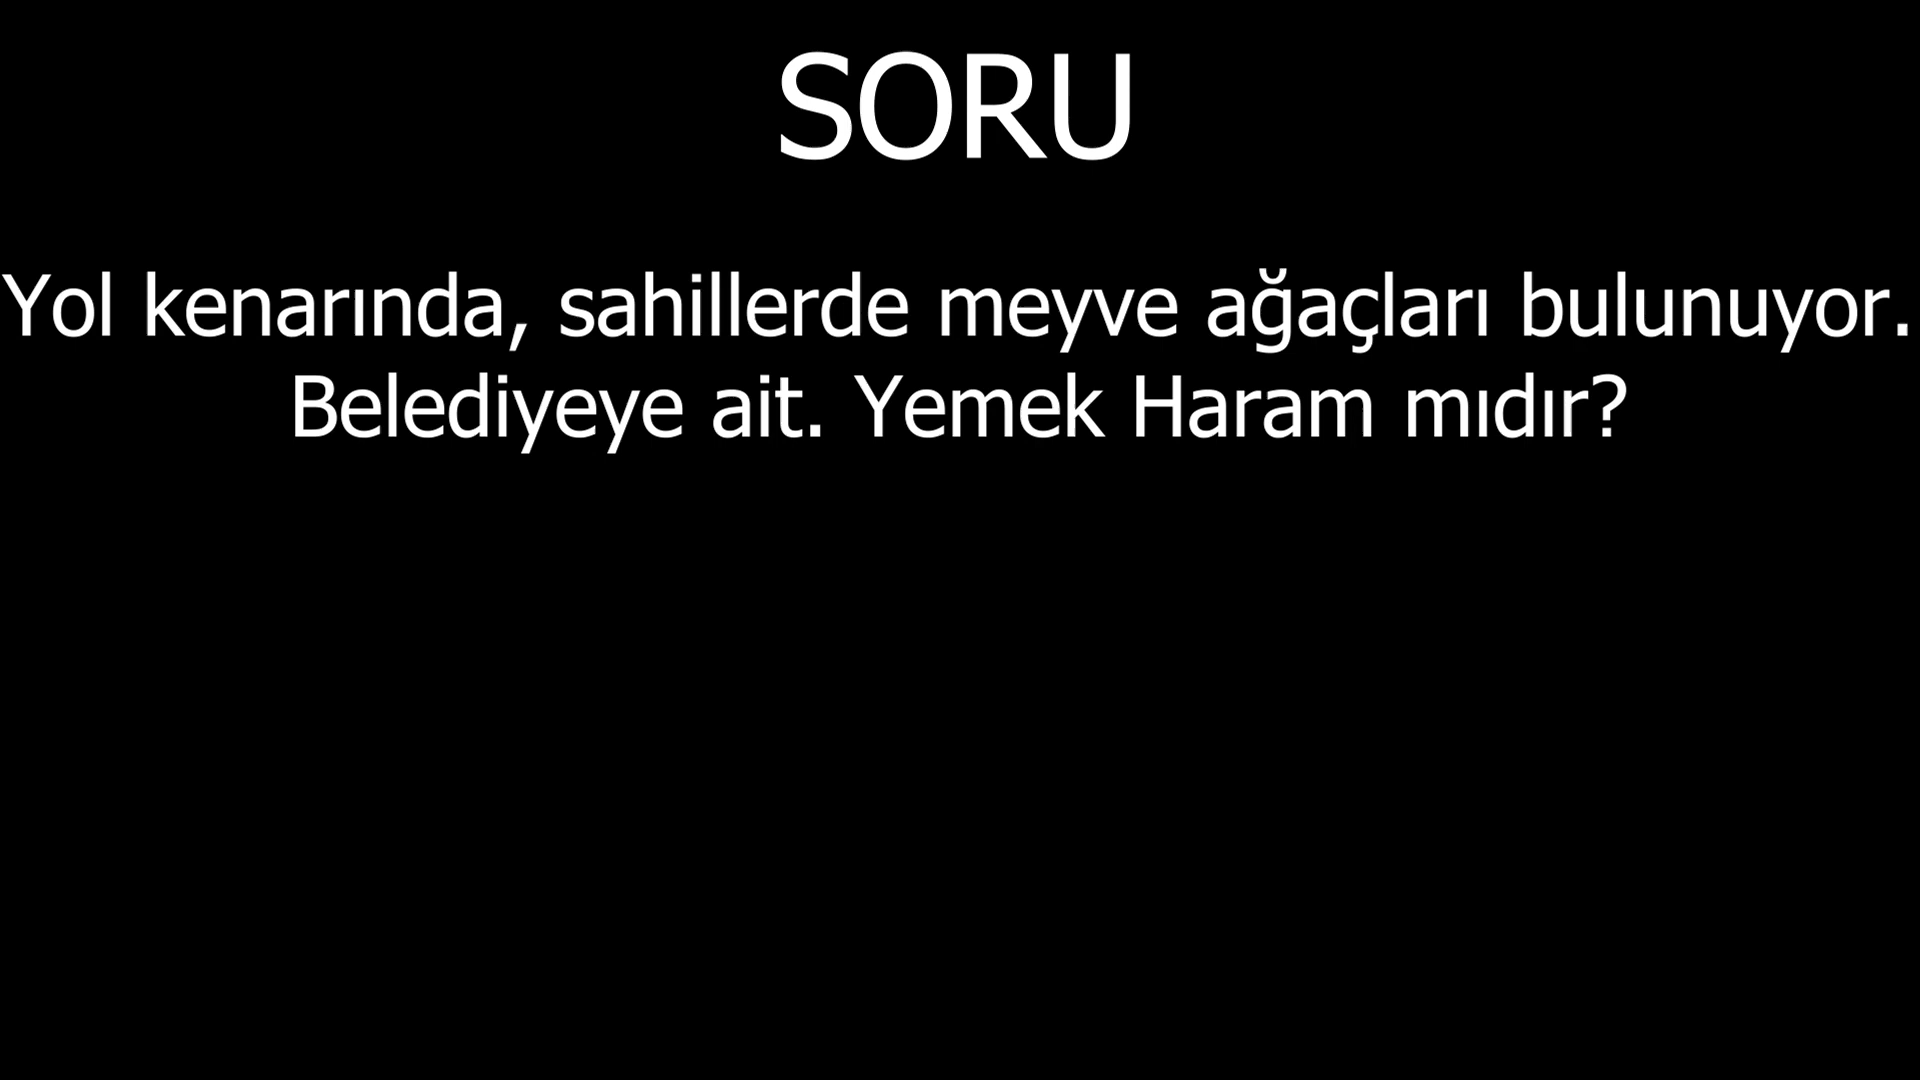 SORU
Yol kenarında, sahillerde meyve ağaçları bulunuyor.
Belediyeye ait. Yemek Haram mıdır?